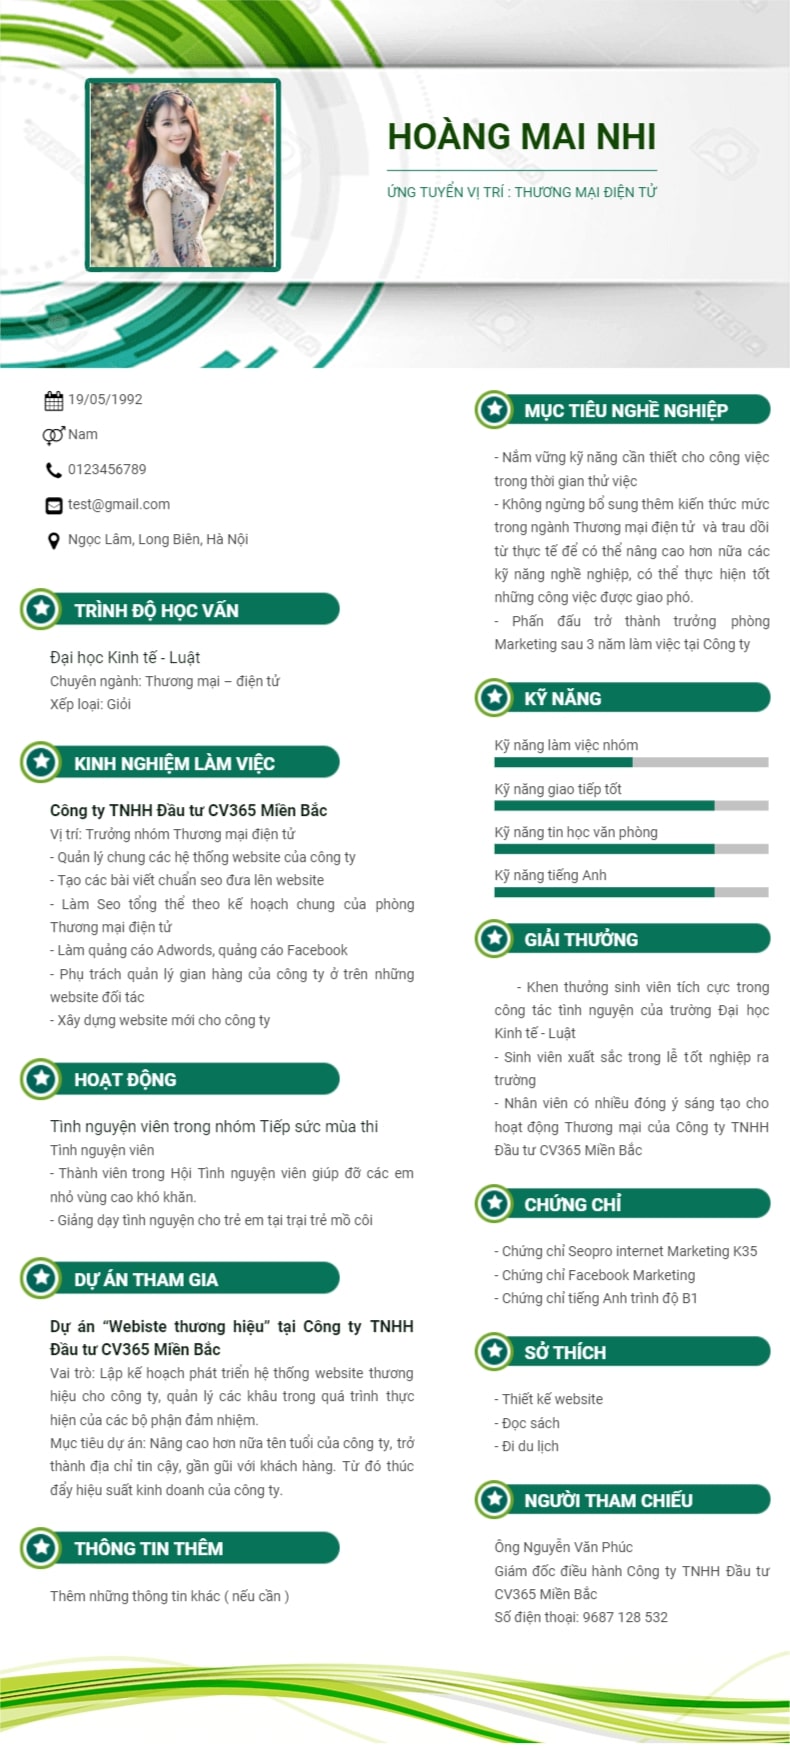 HOÀNG MAI NHI
ỨNG TUYỂN VỊ TRÍ : THƯƠNG MẠI ĐIỆN TỬ
19/05/1992
Nam
0123456789
test@gmail.com
Ngọc Lâm, Long Biên, Hà Nội
TRÌNH ĐỘ HỌC VẤN
Đại học Kinh tế - Luật
Chuyên ngành: Thương mại – điện tử
Xếp loại: Giỏi
KINH NGHIỆM LÀM VIỆC
Công ty TNHH Đầu tư CV365 Miền Bắc
Vị trí: Trưởng nhóm Thương mại điện tử
- Quản lý chung các hệ thống website của công ty
- Tạo các bài viết chuẩn seo đưa lên website
- Làm Seo tổng thể theo kế hoạch chung của phòng
Thương mại điện tử
- Làm quảng cáo Adwords, quảng cáo Facebook
- Phụ trách quản lý gian hàng của công ty ở trên những
website đối tác
- Xây dựng website mới cho công ty
HOẠT ĐỘNG
Tình nguyện viên trong nhóm Tiếp sức mùa thi
Tình nguyện viên
- Thành viên trong Hội Tình nguyện viên giúp đỡ các em
nhỏ vùng cao khó khăn.
- Giảng dạy tình nguyện cho trẻ em tại trại trẻ mồ côi
DỰ ÁN THAM GIA
Dự án “Webiste thương hiệu” tại Công ty TNHH
Đầu tư CV365 Miền Bắc
Vai trò: Lập kế hoạch phát triển hệ thống website thương
hiệu cho công ty, quản lý các khâu trong quá trình thực
hiện của các bộ phận đảm nhiệm.
Mục tiêu dự án: Nâng cao hơn nữa tên tuổi của công ty, trở
thành địa chỉ tin cậy, gần gũi với khách hàng. Từ đó thúc
đẩy hiệu suất kinh doanh của công ty.
THÔNG TIN THÊM
Thêm những thông tin khác ( nếu cần )
MỤC TIÊU NGHỀ NGHIỆP
- Nắm vững kỹ năng cần thiết cho công việc
trong thời gian thử việc
- Không ngừng bổ sung thêm kiến thức mức
trong ngành Thương mại điện tử và trau dồi
từ thực tế để có thể nâng cao hơn nữa các
kỹ năng nghề nghiệp, có thể thực hiện tốt
những công việc được giao phó.
- Phấn đấu trở thành trưởng phòng
Marketing sau 3 năm làm việc tại Công ty
KỸ NĂNG
Kỹ năng làm việc nhóm
Kỹ năng giao tiếp tốt
Kỹ năng tin học văn phòng
Kỹ năng tiếng Anh
GIẢI THƯỞNG
- Khen thưởng sinh viên tích cực trong
công tác tình nguyện của trường Đại học
Kinh tế - Luật
- Sinh viên xuất sắc trong lễ tốt nghiệp ra
trường
- Nhân viên có nhiều đóng ý sáng tạo cho
hoạt động Thương mại của Công ty TNHH
Đầu tư CV365 Miền Bắc
CHỨNG CHỈ
- Chứng chỉ Seopro internet Marketing K35
- Chứng chỉ Facebook Marketing
- Chứng chỉ tiếng Anh trình độ B1
SỞ THÍCH
- Thiết kế website
- Đọc sách
- Đi du lịch
NGƯỜI THAM CHIẾU
Ông Nguyễn Văn Phúc
Giám đốc điều hành Công ty TNHH Đầu tư
CV365 Miền Bắc
Số điện thoại: 9687 128 532